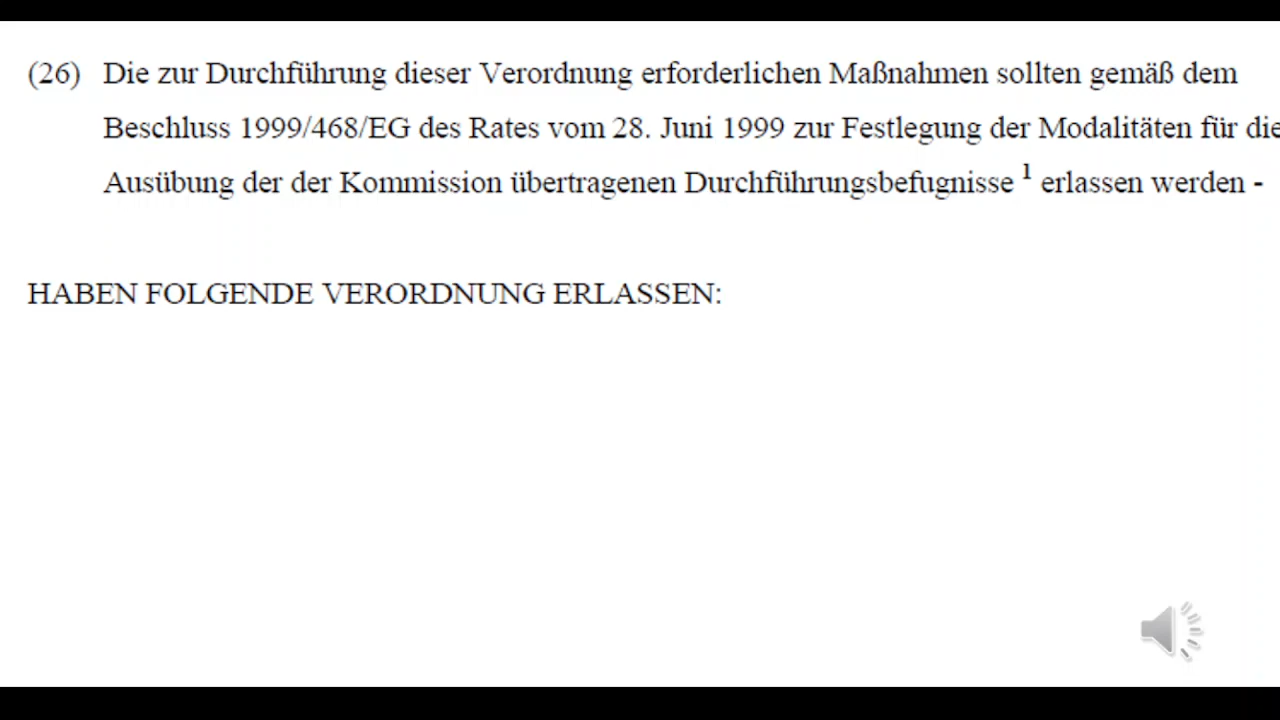 (26) Die zur Durchführung dieser Verordnung erforderlichen Maßnahmen sollten gemäß dem
Beschluss 1999/468/EG des Rates vom 28. Juni 1999 zur Festlegung der Modalitäten für die
Ausübung der der Kommission übertragenen Durchführungsbefugnisse 1 erlassen werden -
HABEN FOLGENDE VERORDNUNG ERLASSEN: